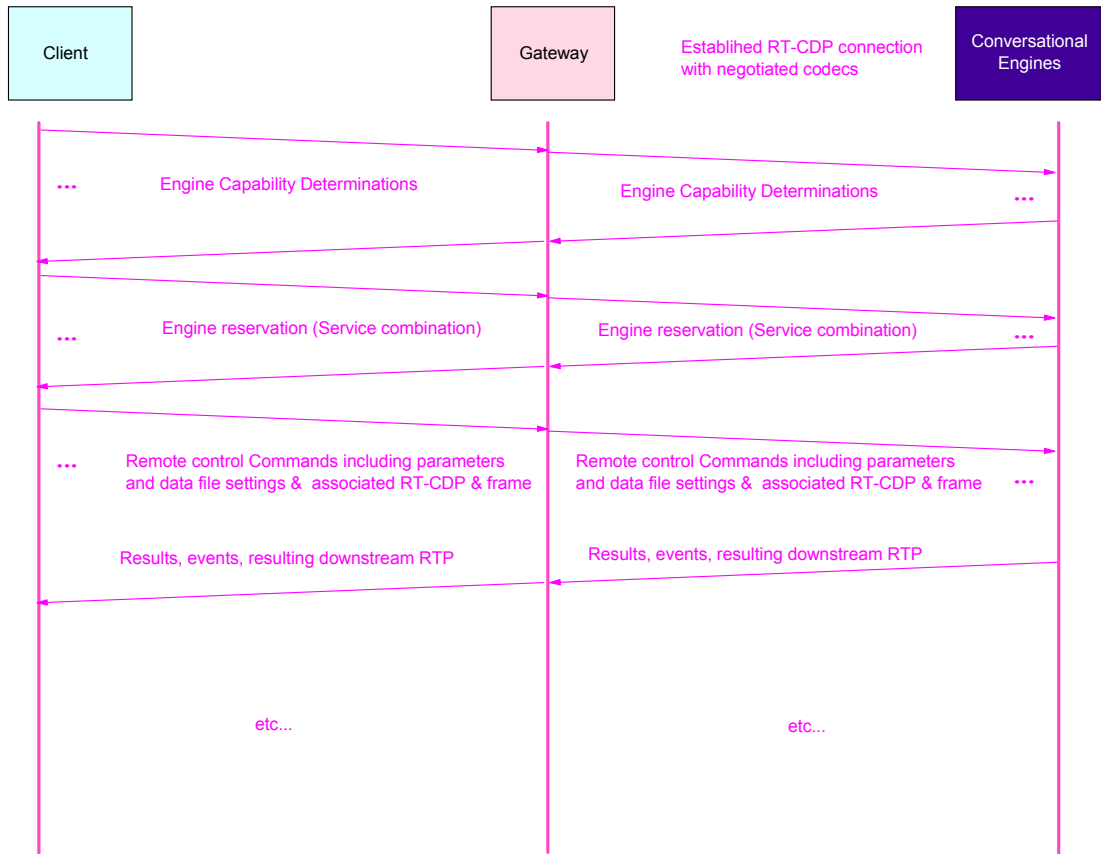 Client
Gateway
Establihed RT-CDP connection
with negotiated codecs
Conversational
Engines
... Engine Capability Determinations
Engine Capability Determinations ...
... Engine reservation (Service combination)
Engine reservation (Service combination) ...
... Remote control Commands including parameters
and data file settings & associated RT-CDP & frame
Remote control Commands including parameters
and data file settings & associated RT-CDP & frame ...
Results, events, resulting downstream RTP
Results, events, resulting downstream RTP
etc...
etc...